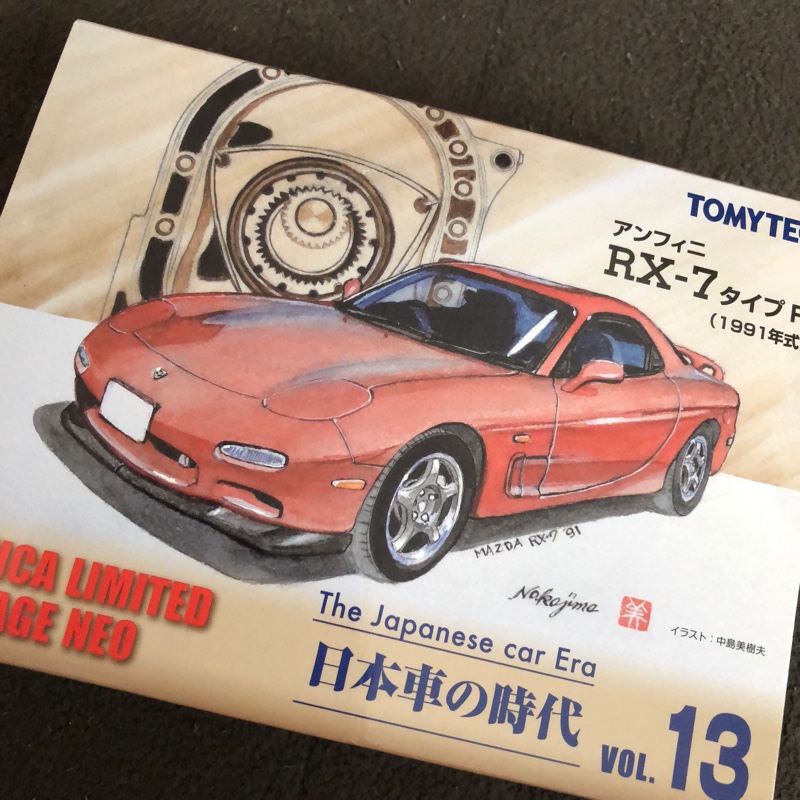 TOMYTEC
アンフィニ
RX-7 タイプ R
(1991年式)
MAZDA RX-7 '91
Nakajima
イラスト:中島美樹夫
ICA LIMITED
AGE NEO
The Japanese car Era
日本車の時代
VOL. 13